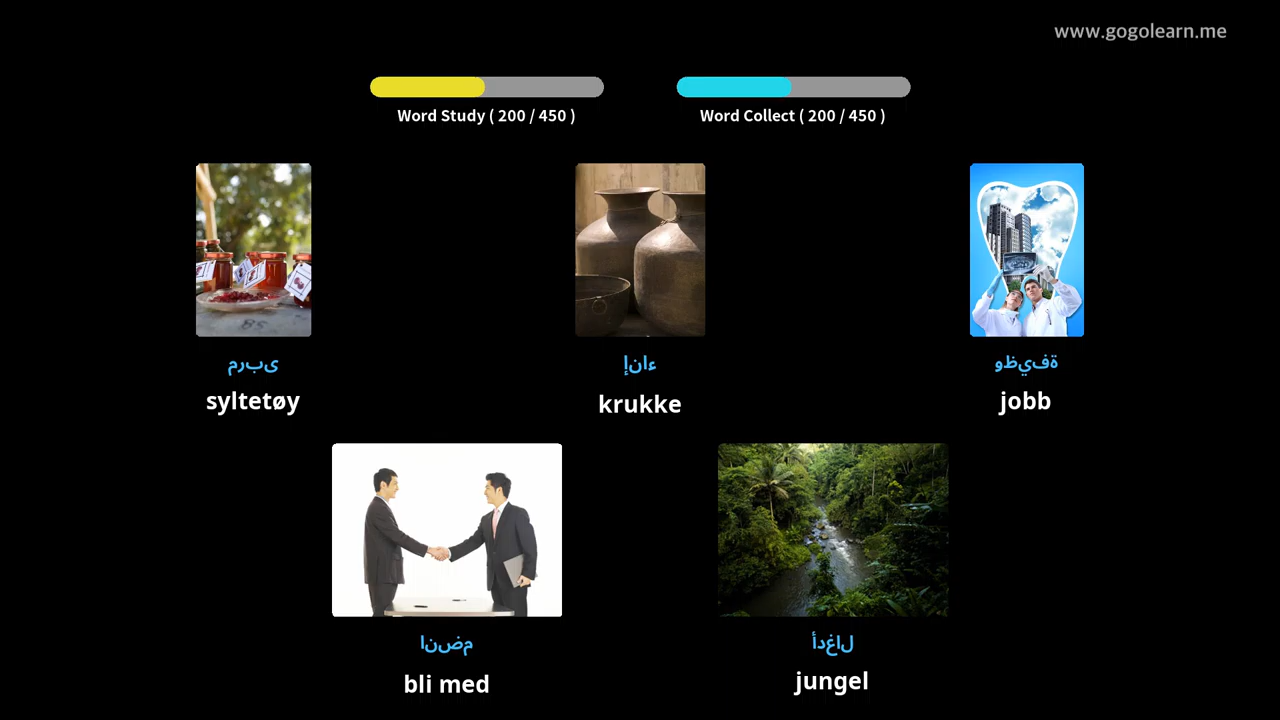 www.gogolearn.me
Word Study ( 200 / 450 )
Word Collect ( 200 / 450 )
مربى
syltetøy
إناء
krukke
وظيفة
jobb
انضم
bli med
أدغال
jungel